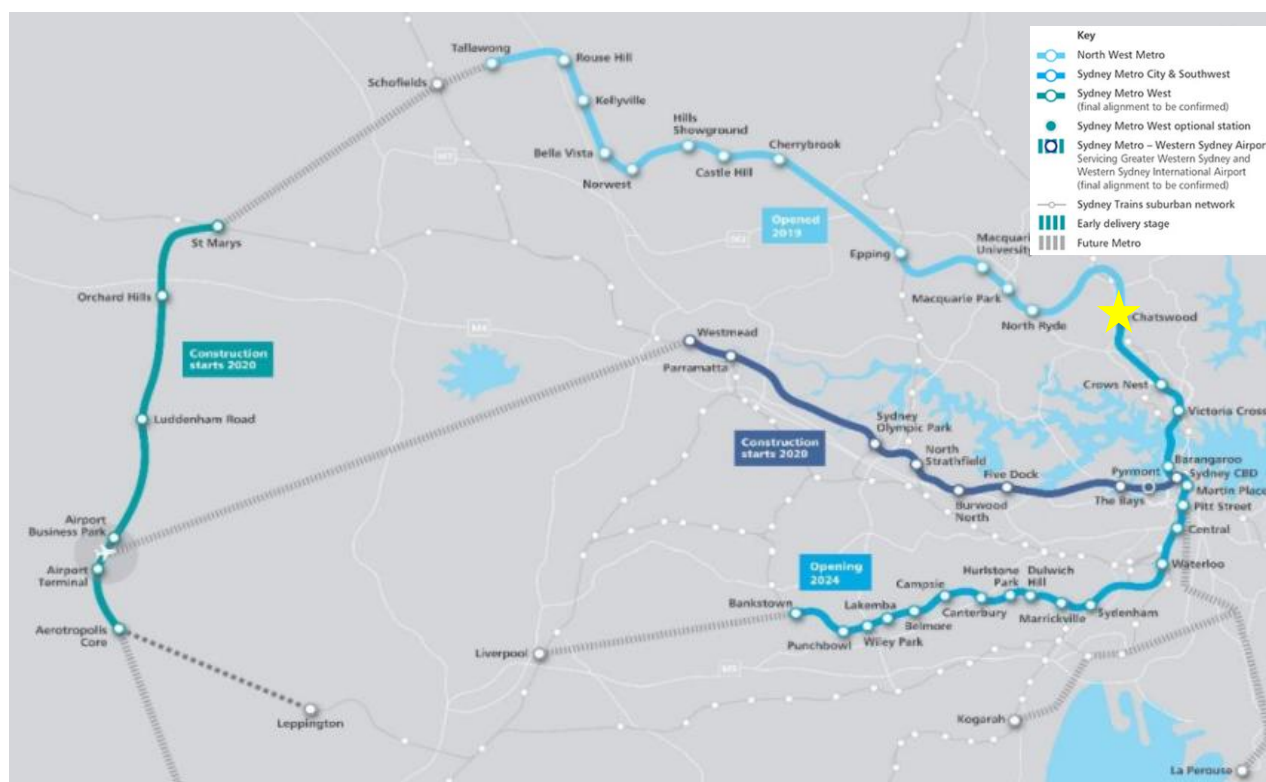 Key
North West Metro
Sydney Metro City & Southwest
Sydney Metro West
(final alignment to be confirmed)
Sydney Metro West optional station
Sydney Metro – Western Sydney Airpor
Servicing Greater Western Sydney and
Western Sydney International Airport
(final alignment to be confirmed)
Sydney Trains suburban network
Early delivery stage
Future Metro
Tallawong
Rouse Hill
Schofields
Kellyville
Hills
Showground
Cherrybrook
Bella Vista
Castle Hill
Norwest
Opened
2019
St Marys
Epping
Macquari
University
Macquarie Park
North Ryde
Chatswood
Orchard Hills
Westmead
Parramatta
Construction
starts 2020
Crows Nest
Luddenham Road
Victoria Cross
Sydney
Olympic Park
Construction
starts 2020
North
Strathfield
Five Dock
Burwood
North
Pyrmont
The Bays
Barangaroo
Sydney CBD
Martin Place
Pitt Street
Central
Airport
Business Park
Airport
Terminal
Opening
2024
Waterloo
Bankstown
Punchbowl
Lakemba
Wiley Park
Belmore
Campsie
Canterbury
Hurlstone
Park
Dulwich
Hill
Marrickville
Sydenham
Aerotropolis
Core
Liverpool
Leppington
Kogarah
La Perouse